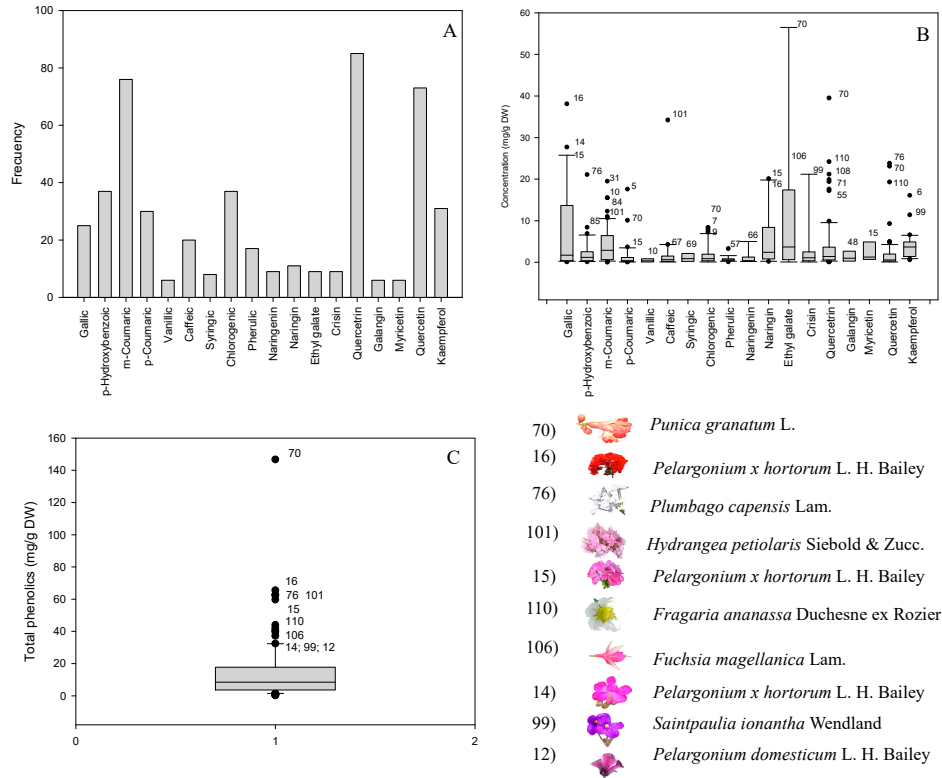 A
100
80
60
40
20
0
Frecuency
Gallic
p-Hydroxybenzoic
m-Coumaric
p-Coumaric
Vanillic
Caffeic
Syringic
Chlorogenic
Pherulic
Naringenin
Naringin
Ethyl galate
Crisin
Quercetrin
Galangin
Myricetin
Quercetin
Kaempferol
B
60
50
40
30
20
10
0
Concentration (mg/g DW)
16
14
15
76
85
31
10
84
101
5
70
15
10
101
67
69
70
7
9
57
66
15
16
70
106
99
70
110
108
71
55
48
15
76
70
110
6
99
Gallic
p-Hydroxybenzoic
m-Coumaric
p-Coumaric
Vanillic
Caffeic
Syringic
Chlorogenic
Pherulic
Naringenin
Naringin
Ethyl galate
Crisin
Quercetrin
Galangin
Myricetin
Quercetin
Kaempferol
C
160
140
120
100
80
60
40
20
0
Total phenolics (mg/g DW)
70
16
76 101
15
110
106
14; 99; 12
0 1 2
70) Punica granatum L.
16) Pelargonium x hortorum L. H. Bailey
76) Plumbago capensis Lam.
101) Hydrangea petiolaris Siebold & Zucc.
15) Pelargonium x hortorum L. H. Bailey
110) Fragaria ananassa Duchesne ex Rozier
106) Fuchsia magellanica Lam.
14) Pelargonium x hortorum L. H. Bailey
99) Saintpaulia ionantha Wendland
12) Pelargonium domesticum L. H. Bailey